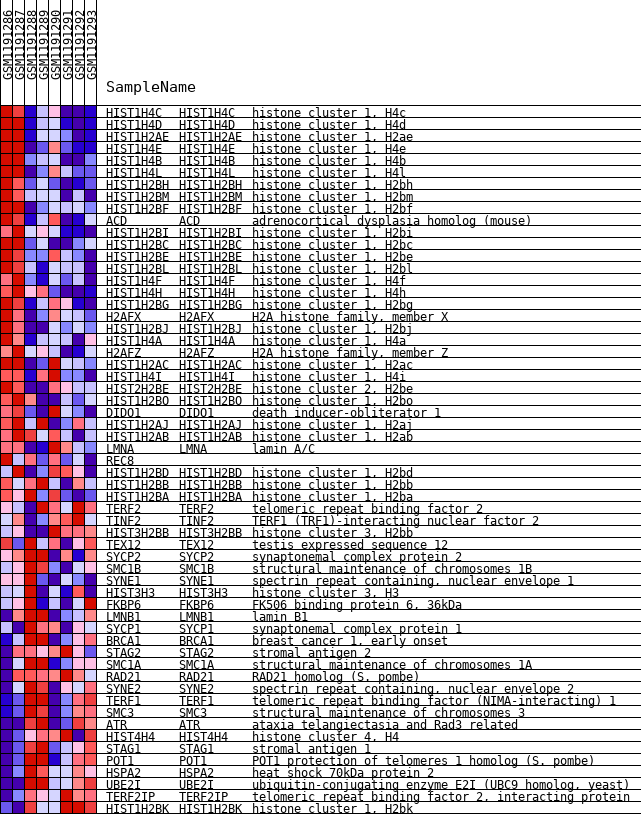 GSM1191286
GSM1191287
GSM1191288
GSM1191289
GSM1191290
GSM1191291
GSM1191292
GSM1191293
SampleName
HIST1H4C HIST1H4C histone cluster 1, H4c
HIST1H4D HIST1H4D histone cluster 1, H4d
HIST1H2AE HIST1H2AE histone cluster 1, H2ae
HIST1H4E HIST1H4E histone cluster 1, H4e
HIST1H4B HIST1H4B histone cluster 1, H4b
HIST1H4L HIST1H4L histone cluster 1, H4l
HIST1H2BH HIST1H2BH histone cluster 1, H2bh
HIST1H2BM HIST1H2BM histone cluster 1, H2bm
HIST1H2BF HIST1H2BF histone cluster 1, H2bf
ACD ACD adrenocortical dysplasia homolog (mouse)
HIST1H2BI HIST1H2BI histone cluster 1, H2bi
HIST1H2BC HIST1H2BC histone cluster 1, H2bc
HIST1H2BE HIST1H2BE histone cluster 1, H2be
HIST1H2BL HIST1H2BL histone cluster 1, H2bl
HIST1H4F HIST1H4F histone cluster 1, H4f
HIST1H4H HIST1H4H histone cluster 1, H4h
HIST1H2BG HIST1H2BG histone cluster 1, H2bg
H2AFX H2AFX H2A histone family, member X
HIST1H2BJ HIST1H2BJ histone cluster 1, H2bj
HIST1H4A HIST1H4A histone cluster 1, H4a
H2AFZ H2AFZ H2A histone family, member Z
HIST1H2AC HIST1H2AC histone cluster 1, H2ac
HIST1H4I HIST1H4I histone cluster 1, H4i
HIST2H2BE HIST2H2BE histone cluster 2, H2be
HIST1H2BO HIST1H2BO histone cluster 1, H2bo
DIDO1 DIDO1 death inducer-obliterator 1
HIST1H2AJ HIST1H2AJ histone cluster 1, H2aj
HIST1H2AB HIST1H2AB histone cluster 1, H2ab
LMNA LMNA lamin A/C
REC8
HIST1H2BD HIST1H2BD histone cluster 1, H2bd
HIST1H2BB HIST1H2BB histone cluster 1, H2bb
HIST1H2BA HIST1H2BA histone cluster 1, H2ba
TERF2 TERF2 telomeric repeat binding factor 2
TINF2 TINF2 TERF1 (TRF1)-interacting nuclear factor 2
HIST3H2BB HIST3H2BB histone cluster 3, H2bb
TEX12 TEX12 testis expressed sequence 12
SYCP2 SYCP2 synaptonemal complex protein 2
SMC1B SMC1B structural maintenance of chromosomes 1B
SYNE1 SYNE1 spectrin repeat containing, nuclear envelope 1
HIST3H3 HIST3H3 histone cluster 3, H3
FKBP6 FKBP6 FK506 binding protein 6, 36kDa
LMNB1 LMNB1 lamin B1
SYCP1 SYCP1 synaptonemal complex protein 1
BRCA1 BRCA1 breast cancer 1, early onset
STAG2 STAG2 stromal antigen 2
SMC1A SMC1A structural maintenance of chromosomes 1A
RAD21 RAD21 RAD21 homolog (S. pombe)
SYNE2 SYNE2 spectrin repeat containing, nuclear envelope 2
TERF1 TERF1 telomeric repeat binding factor (NIMA-interacting) 1
SMC3 SMC3 structural maintenance of chromosomes 3
ATR ATR ataxia telangiectasia and Rad3 related
HIST4H4 HIST4H4 histone cluster 4, H4
STAG1 STAG1 stromal antigen 1
POT1 POT1 POT1 protection of telomeres 1 homolog (S. pombe)
HSPA2 HSPA2 heat shock 70kDa protein 2
UBE2I UBE2I ubiquitin-conjugating enzyme E2I (UBC9 homolog, yeast)
TERF2IP TERF2IP telomeric repeat binding factor 2, interacting protein
HIST1H2BK HIST1H2BK histone cluster 1, H2bk